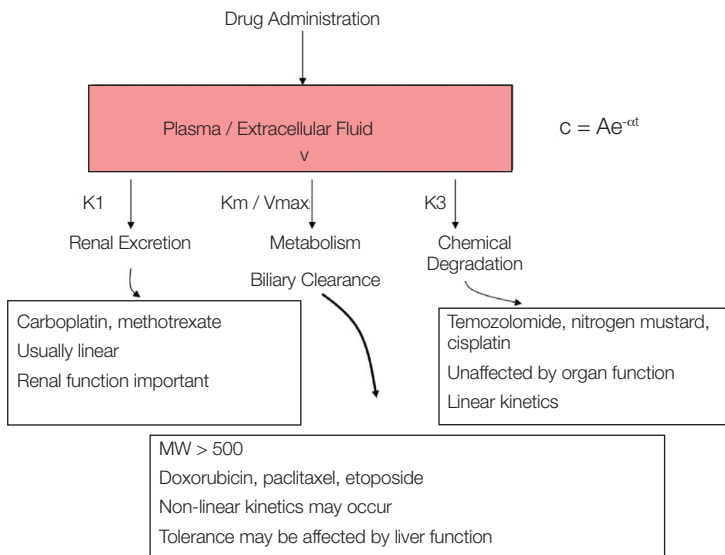 Drug Administration
Plasma / Extracellular Fluid
v
c = Ae-αt
K1
Km / Vmax
K3
Renal Excretion
Metabolism
Biliary Clearance
Chemical
Degradation
Carboplatin, methotrexate
Usually linear
Renal function important
Temozolomide, nitrogen mustard,
cisplatin
Unaffected by organ function
Linear kinetics
MW > 500
Doxorubicin, paclitaxel, etoposide
Non-linear kinetics may occur
Tolerance may be affected by liver function